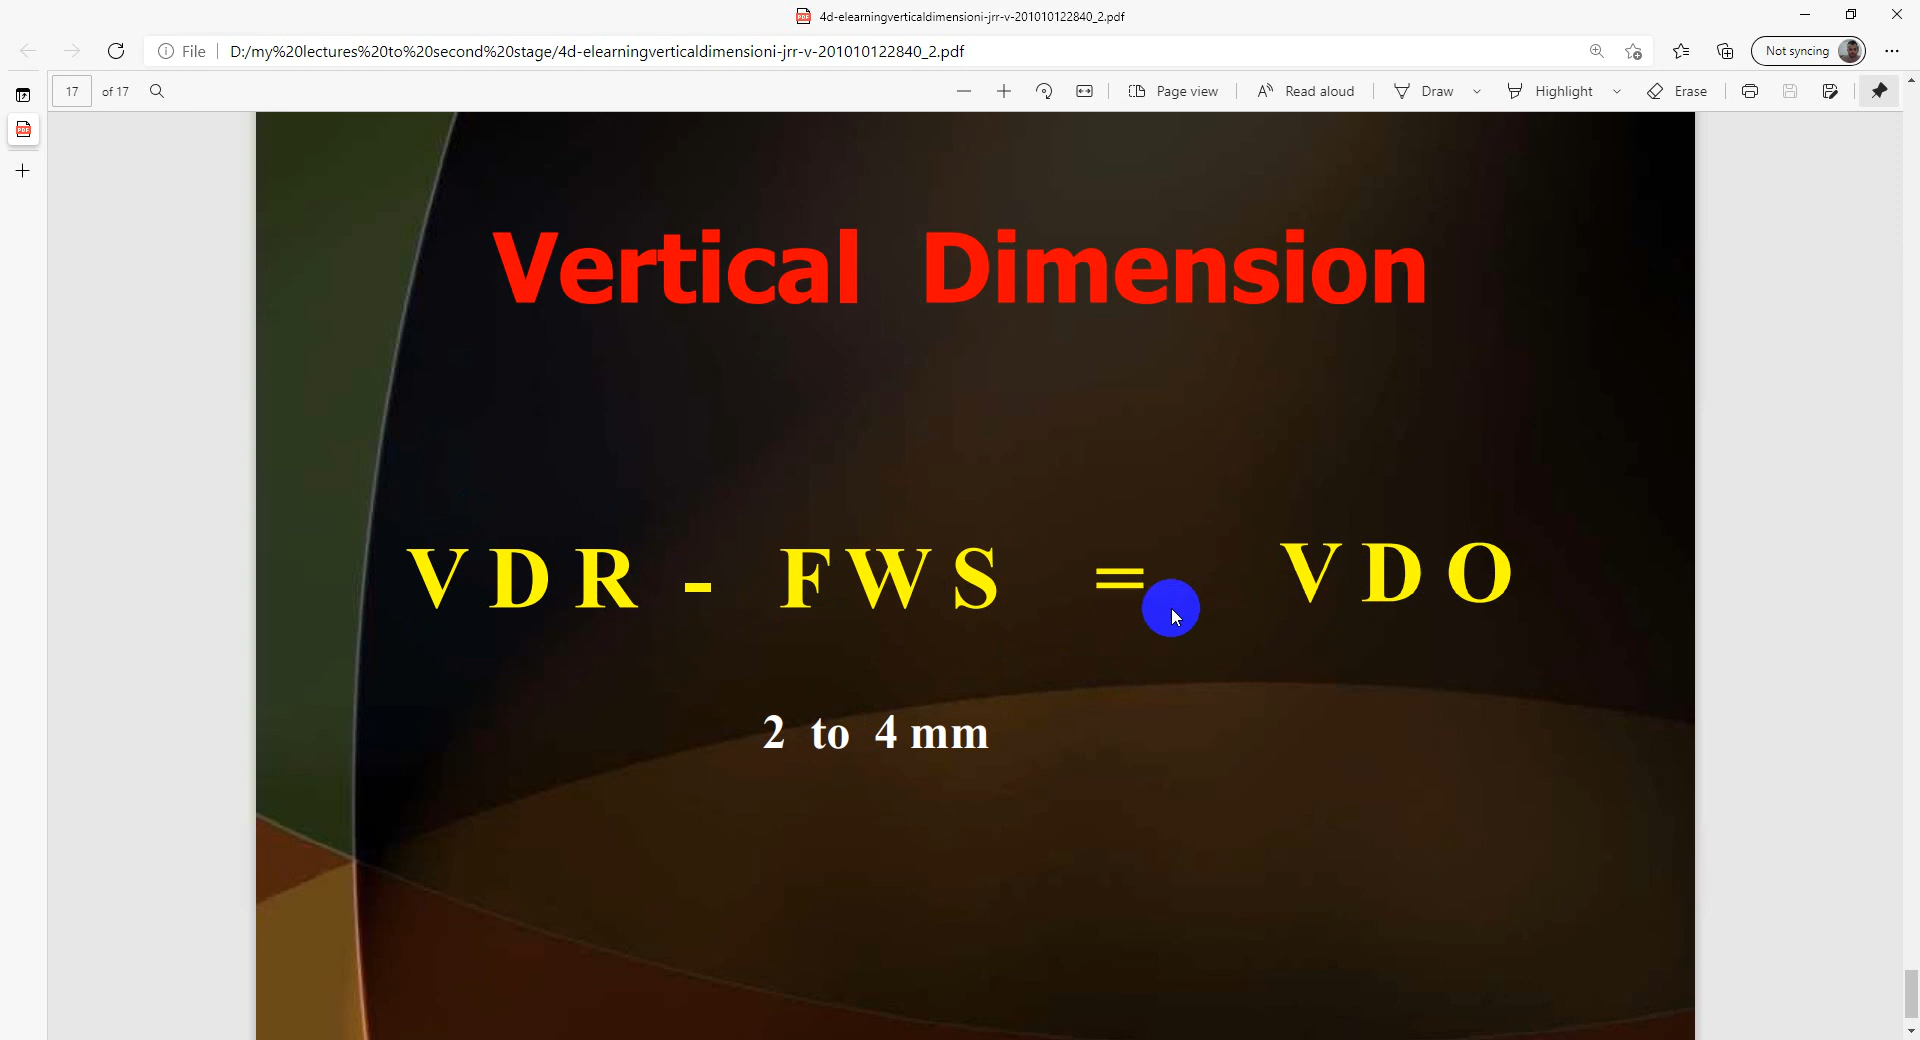 4d-elearningverticaldimensioni-jrr-v-201010122840_2.pdf
File D:/my%20lectures%20to%20second%20stage/4d-elearningverticaldimensioni-jrr-v-201010122840_2.pdf Not syncing
17 of 17 Page view Read aloud Draw Highlight Erase
Vertical Dimension
V D R - F W S = V D O
2 to 4 mm